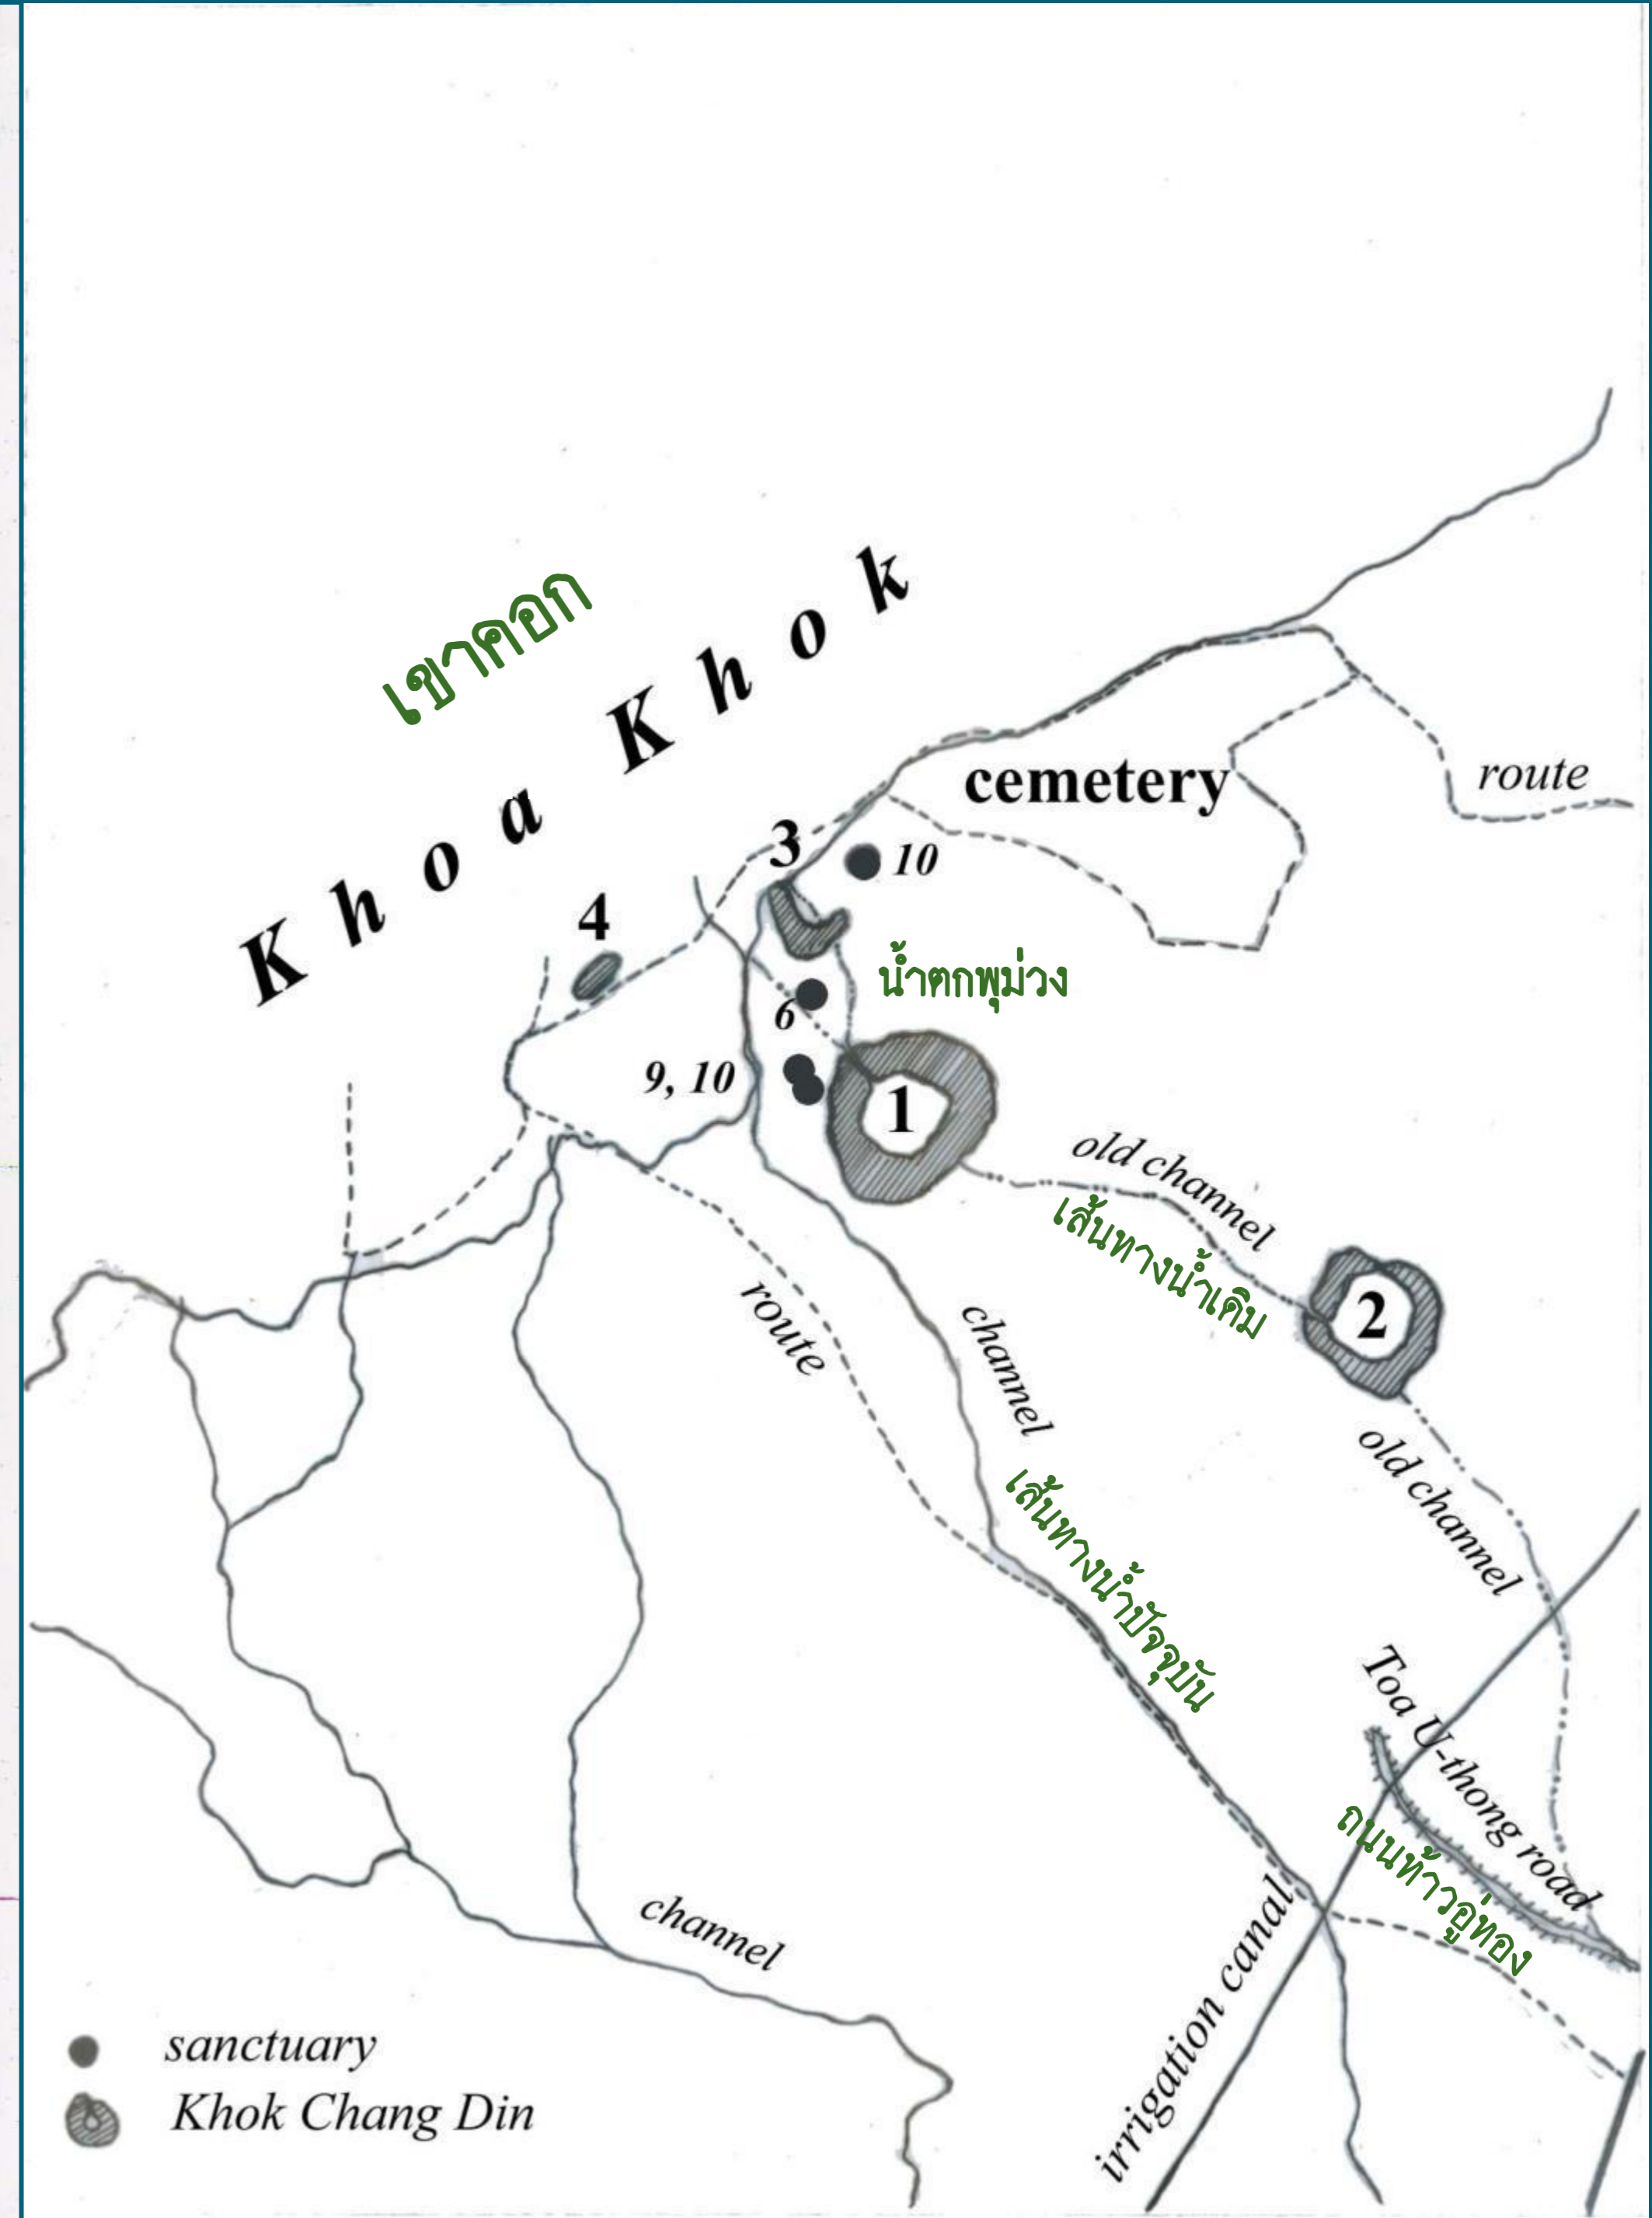 เขาคอก
Khoa Khok
cemetery
route
3
10
4
น้ำตกพุม่วง
6
9, 10
1
old channel
เส้นทางน้ำเดิม
2
route
channel
old channel
เส้นทางน้ำปัจจุบัน
Toa U-thong road
ถนนท้าวอู่ทอง
channel
irrigation canal
sanctuary
Khok Chang Din